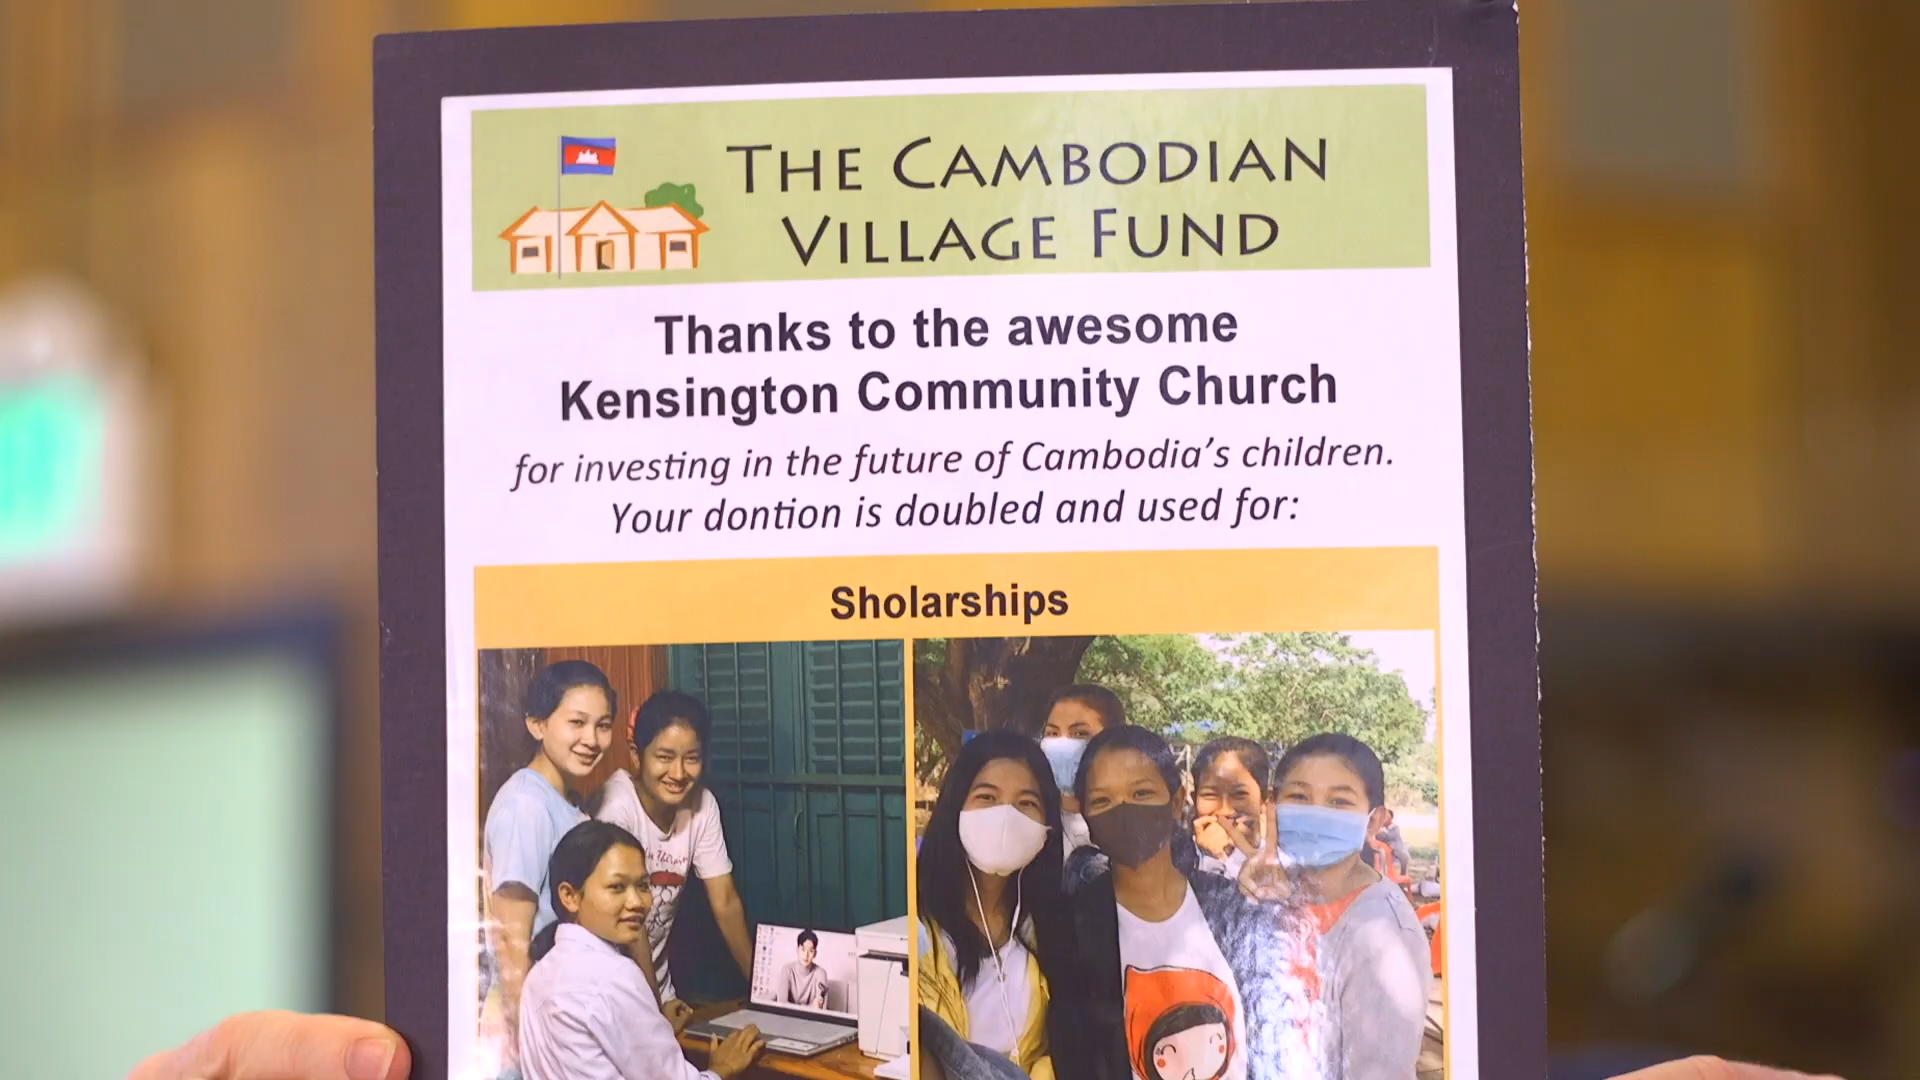 THE CAMBODIAN
VILLAGE FUND
Thanks to the awesome
Kensington Community Church
for investing in the future of Cambodia's children.
Your dontion is doubled and used for:
Sholarships